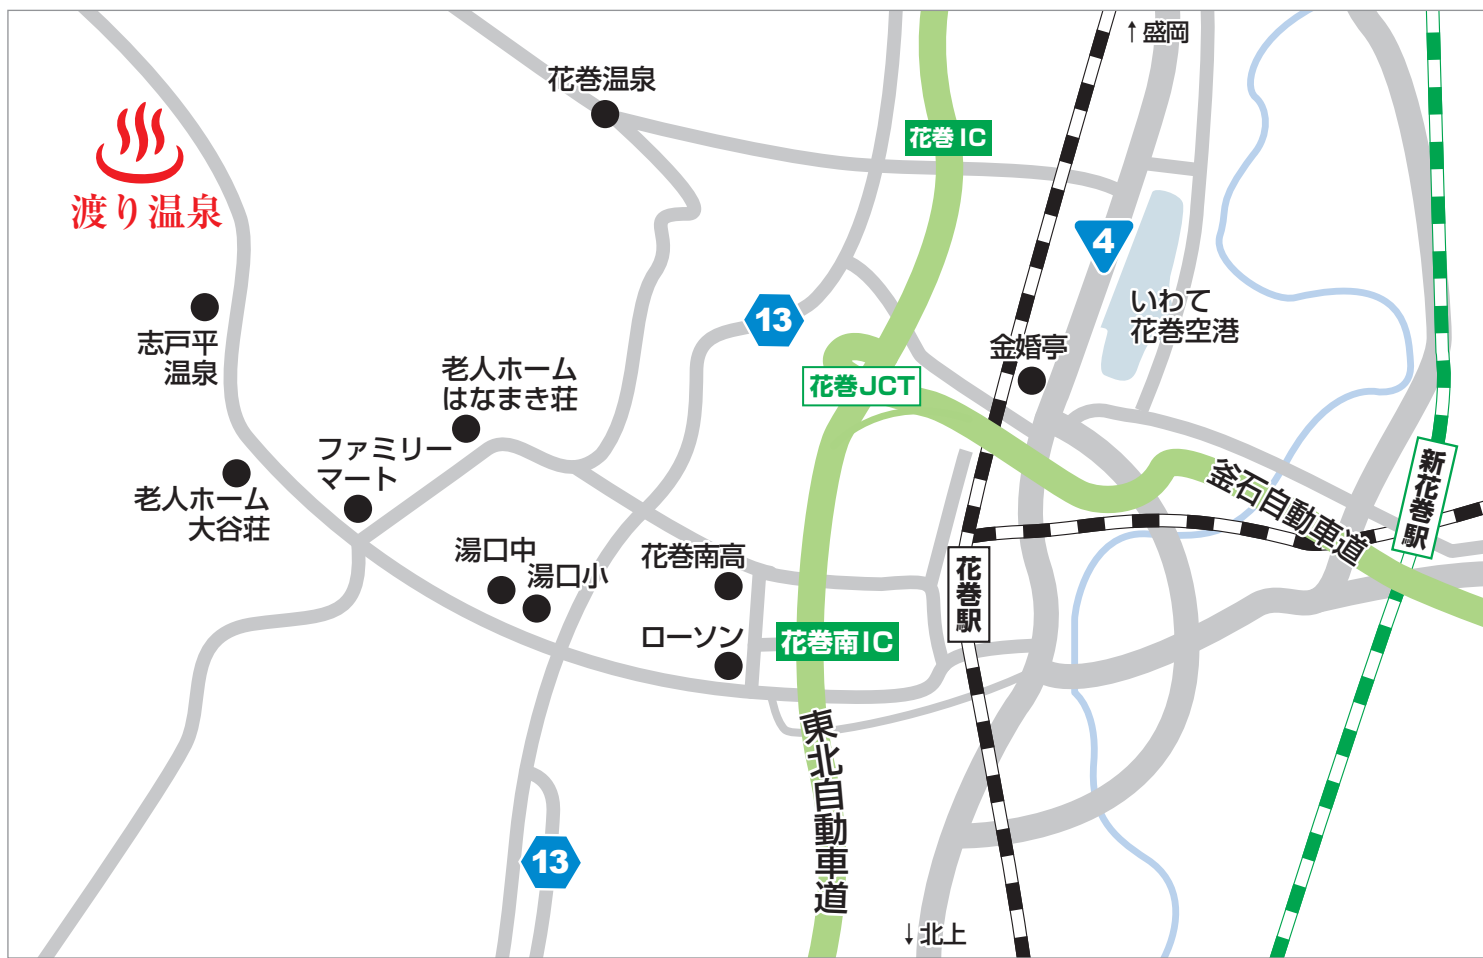 ↑盛岡
花巻温泉
花巻IC
渡り温泉
4
いわて
花巻空港
13
志戸平
温泉
金婚亭
老人ホーム
はなまき荘
花巻JCT
ファミリー
マート
老人ホーム
大谷荘
釜石自動車道
新花巻駅
湯口中
湯口小
花巻南高
花巻駅
ローソン
花巻南IC
東北自動車道
13
↓北上